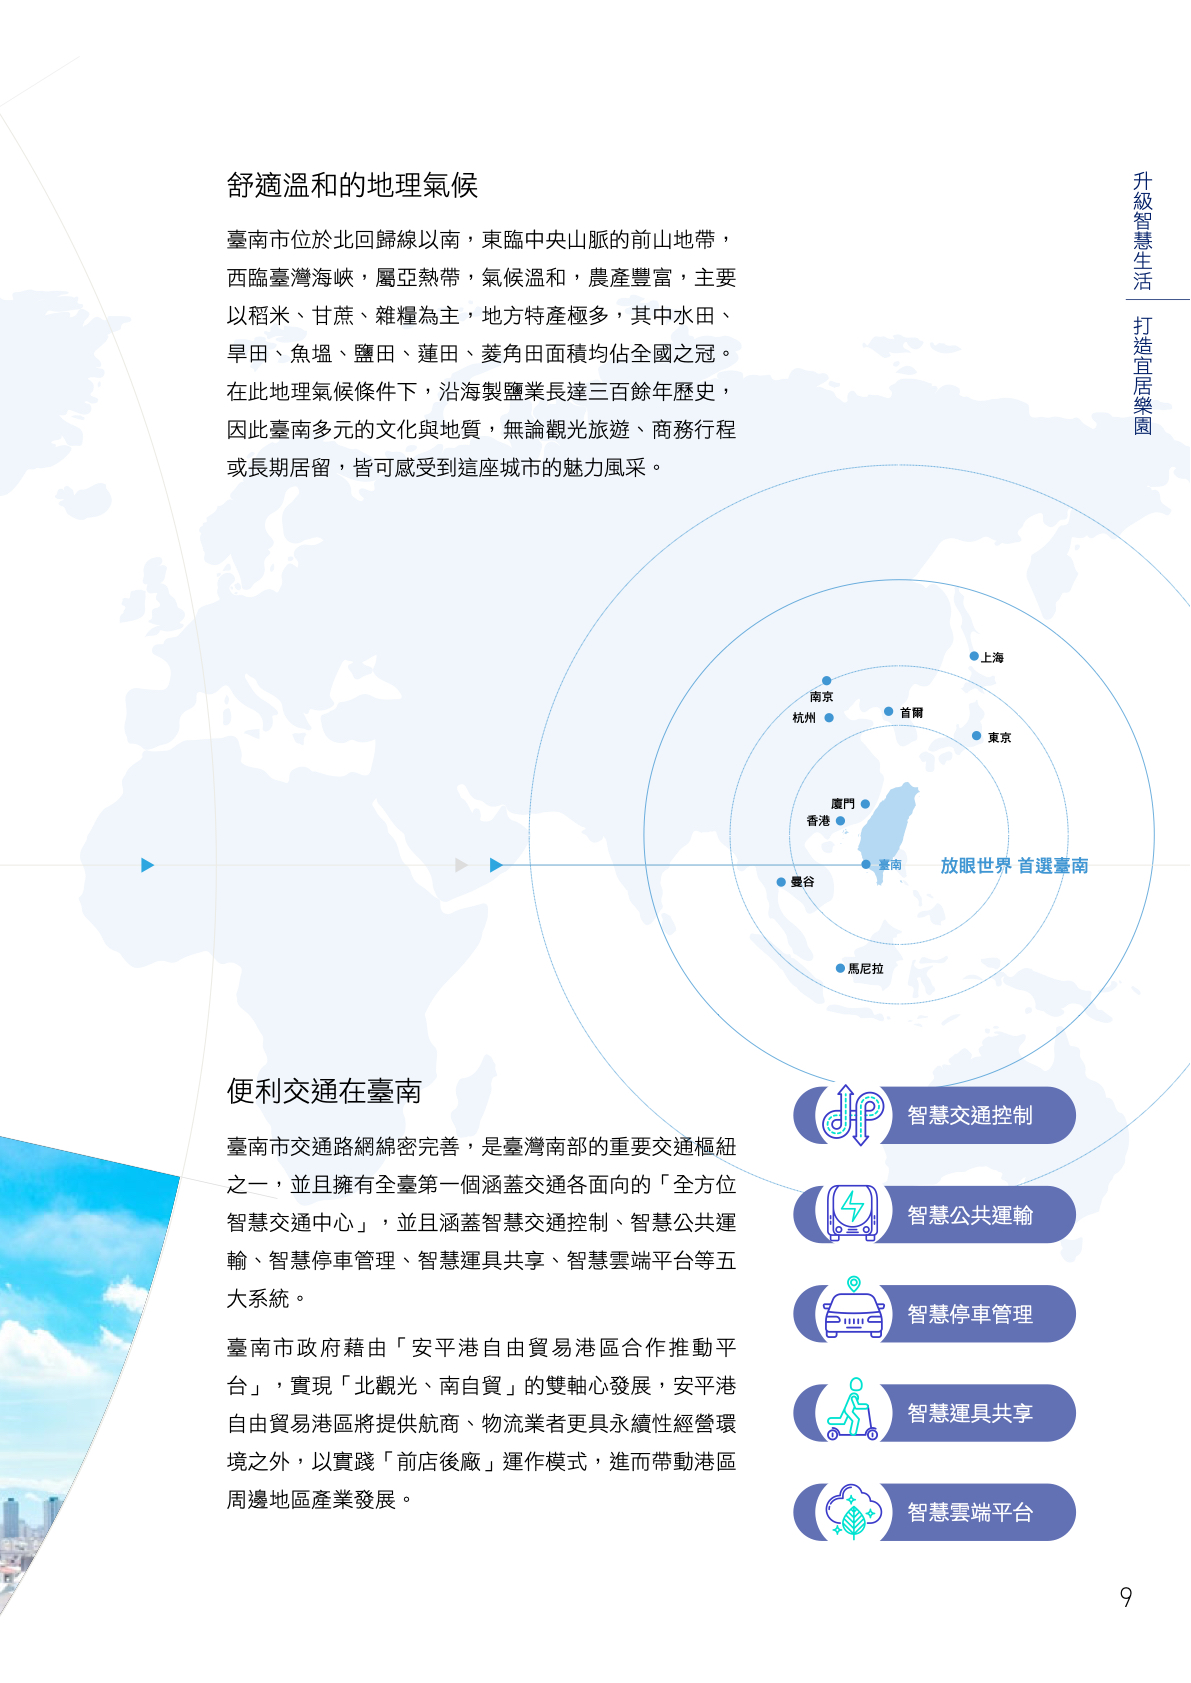 舒適溫和的地理氣候
臺南市位於北回歸線以南，東臨中央山脈的前山地帶，
西臨臺灣海峽，屬亞熱帶，氣候溫和，農產豐富，主要
以稻米、甘蔗、雜糧為主，地方特產極多，其中水田、
旱田、魚塭、鹽田、蓮田、菱角田面積均佔全國之冠。
在此地理氣候條件下，沿海製鹽業長達三百餘年歷史，
因此臺南多元的文化與地質，無論觀光旅遊、商務行程
或長期居留，皆可感受到這座城市的魅力風采。
升級智慧生活
打造宜居樂園
上海
南京
杭州
首爾
東京
廈門
香港
臺南
放眼世界 首選臺南
曼谷
馬尼拉
便利交通在臺南
臺南市交通路網綿密完善，是臺灣南部的重要交通樞紐
之一，並且擁有全臺第一個涵蓋交通各面向的「全方位
智慧交通中心」，並且涵蓋智慧交通控制、智慧公共運
輸、智慧停車管理、智慧運具共享、智慧雲端平台等五
大系統。
臺南市政府藉由「安平港自由貿易港區合作推動平
台」，實現「北觀光、南自貿」的雙軸心發展，安平港
自由貿易港區將提供航商、物流業者更具永續性經營環
境之外，以實踐「前店後廠」運作模式，進而帶動港區
周邊地區產業發展。
智慧交通控制
智慧公共運輸
智慧停車管理
智慧運具共享
智慧雲端平台
9